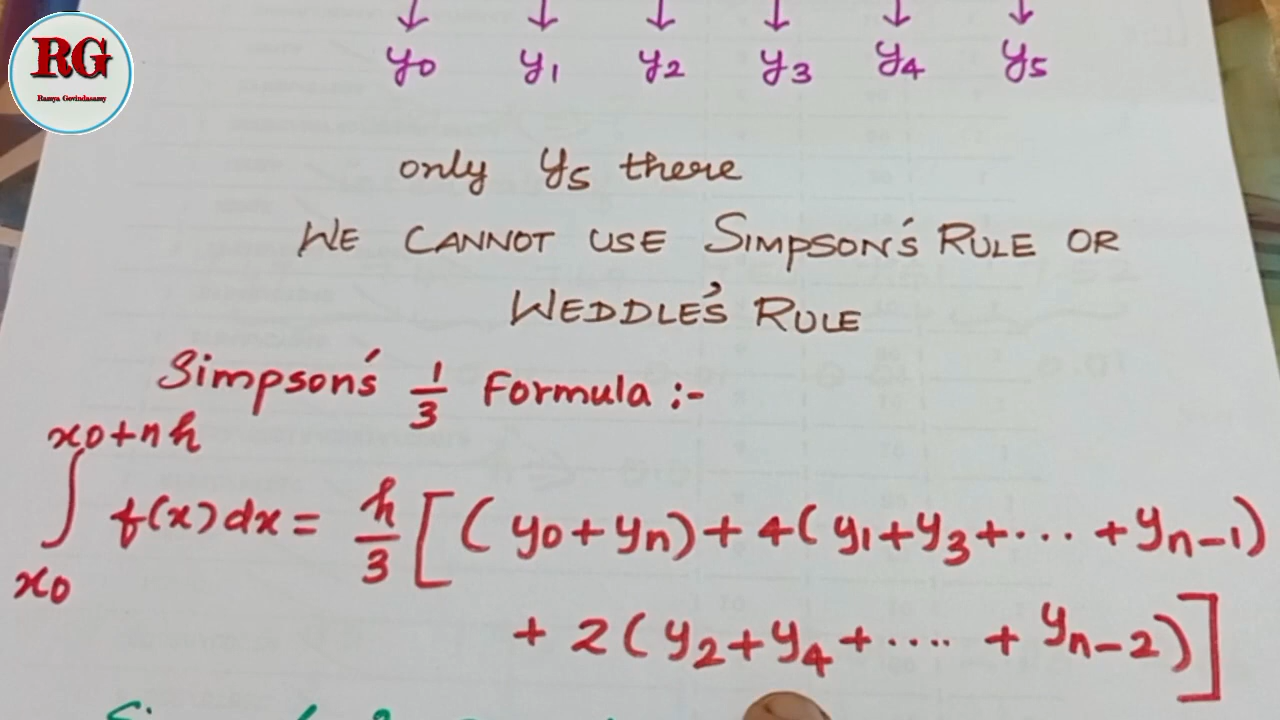 RG
Ramya Govindasamy
y0 y1 y2 y3 y4 y5
only y5 there
WE CANNOT USE SIMPSON'S RULE OR
WEDDLE'S RULE
Simpson's 1/3 Formula :-
x0+nh
∫ f(x)dx = h/3 [ (y0+yn)+4(y1+y3+... +yn-1)
x0
+ 2(y2+y4+.... + yn-2)]